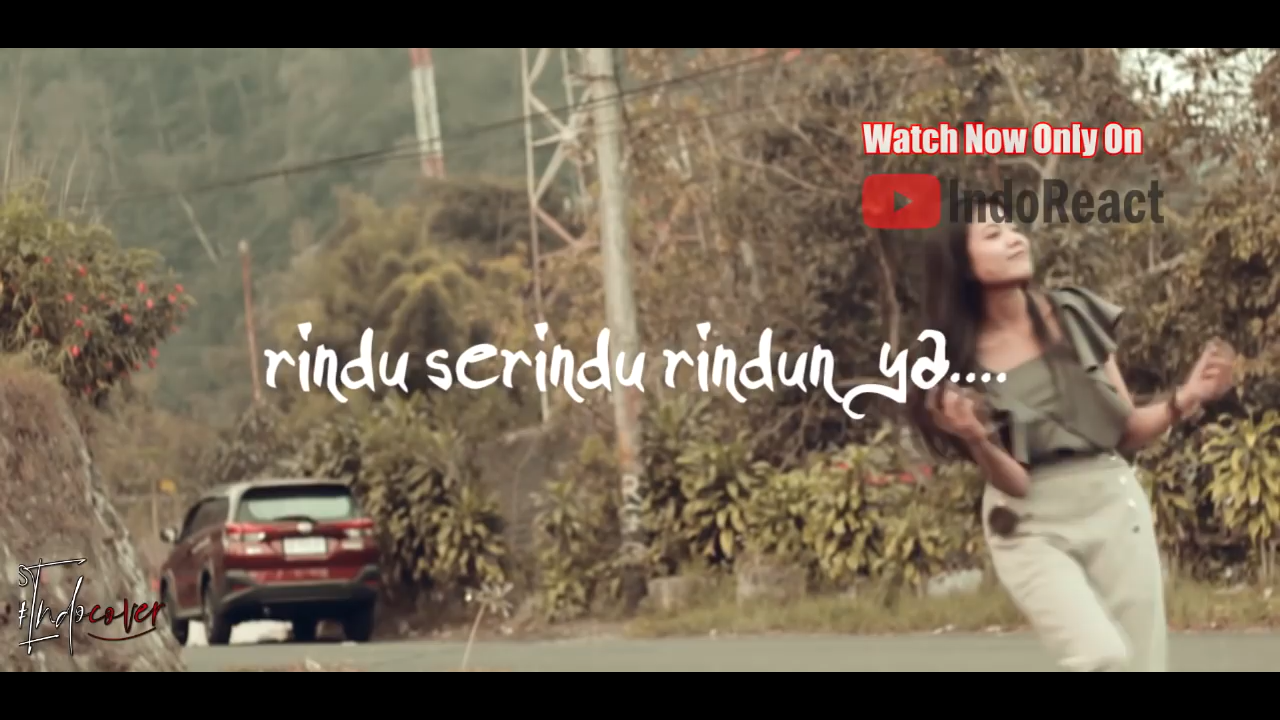 Watch Now Only On
IndoReact
rindu serindu rindun ya....
Indocover